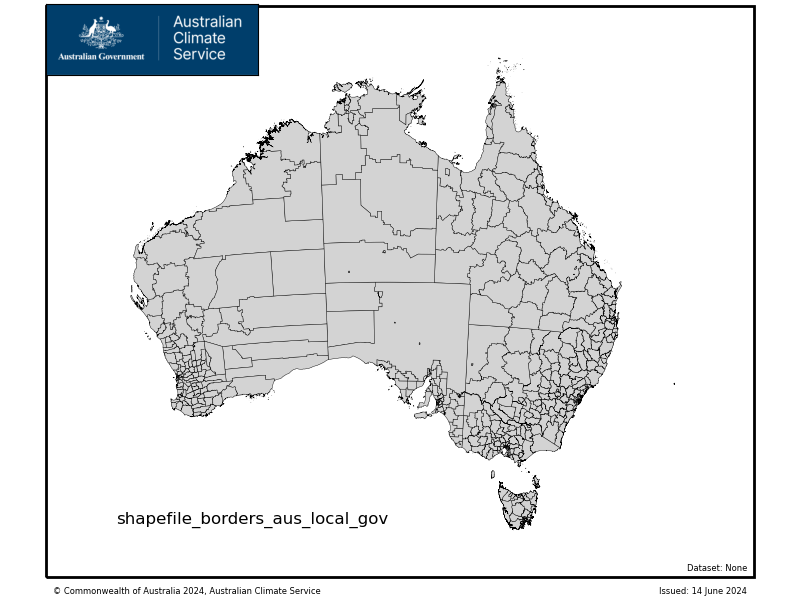 Australian Government
Australian
Climate
Service
shapefile_borders_aus_local_gov
Dataset: None
© Commonwealth of Australia 2024, Australian Climate Service
Issued: 14 June 2024